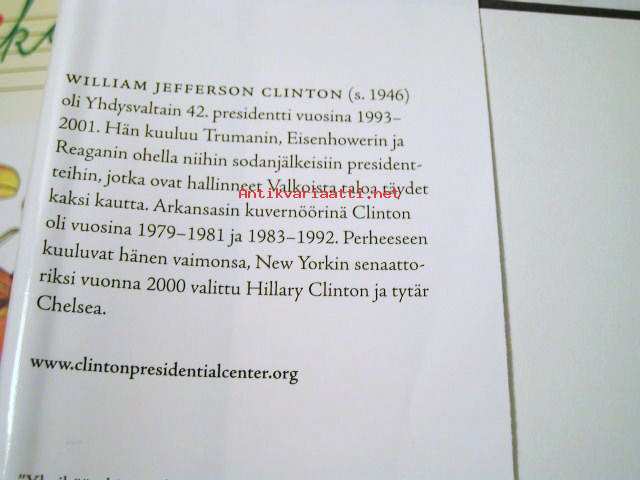 WILLIAM JEFFERSON CLINTON (s. 1946)
oli Yhdysvaltain 42. presidentti vuosina 1993–
2001. Hän kuuluu Trumanin, Eisenhowerin ja
Reaganin ohella niihin sodanjälkeisiin president-
teihin, jotka ovat hallinneet Valkoista taloa täydet
Antikvariaatti.net
kaksi kautta. Arkansasin kuvernöörinä Clinton
oli vuosina 1979–1981 ja 1983–1992. Perheeseen
kuuluvat hänen vaimonsa, New Yorkin senaatto-
riksi vuonna 2000 valittu Hillary Clinton ja tytär
Chelsea.
www.clintonpresidentialcenter.org